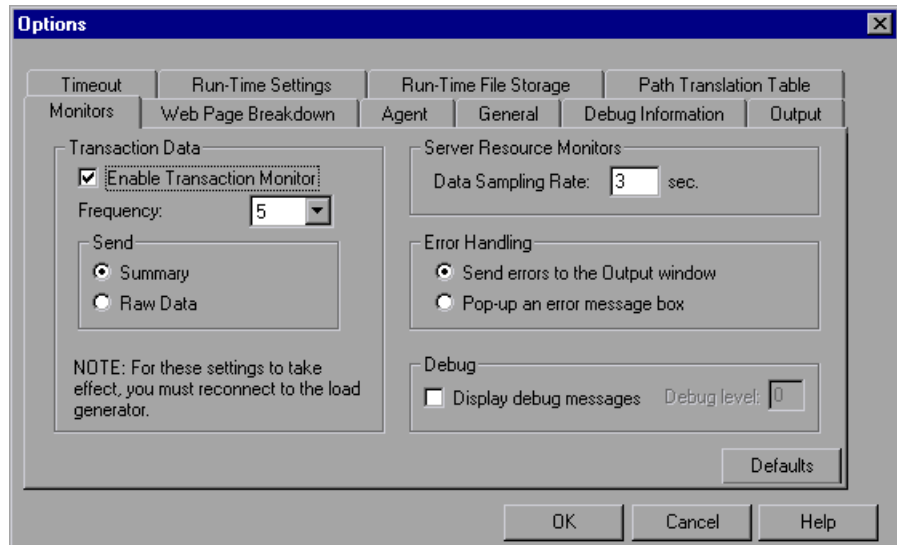 Options
Timeout
Run-Time Settings
Run-Time File Storage
Path Translation Table
Monitors
Web Page Breakdown
Agent
General
Debug Information
Output
Transaction Data
Enable Transaction Monitor
Frequency:
5
Send
Summary
Raw Data
NOTE: For these settings to take
effect, you must reconnect to the load
generator.
Server Resource Monitors
Data Sampling Rate: 3 sec.
Error Handling
Send errors to the Output window
Pop-up an error message box
Debug
Display debug messages
Debug level: 0
Defaults
OK
Cancel
Help